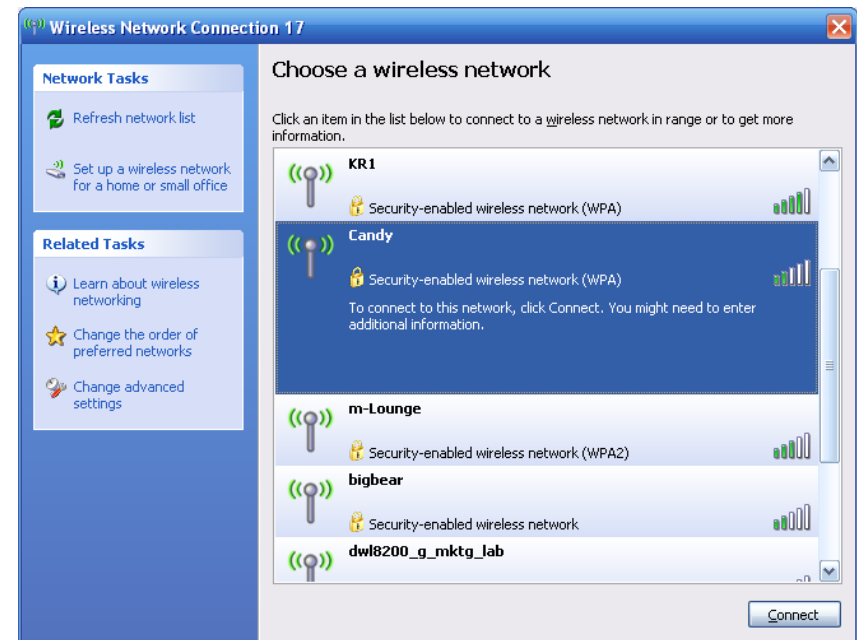 Wireless Network Connection 17
Network Tasks
Refresh network list
Set up a wireless network
for a home or small office
Related Tasks
Learn about wireless
networking
Change the order of
preferred networks
Change advanced
settings
Choose a wireless network
Click an item in the list below to connect to a wireless network in range or to get more
information.
KR1
Security-enabled wireless network (WPA)
Candy
Security-enabled wireless network (WPA)
To connect to this network, click Connect. You might need to enter
additional information.
m-Lounge
Security-enabled wireless network (WPA2)
bigbear
Security-enabled wireless network
dwl8200_g_mktg_lab
Connect